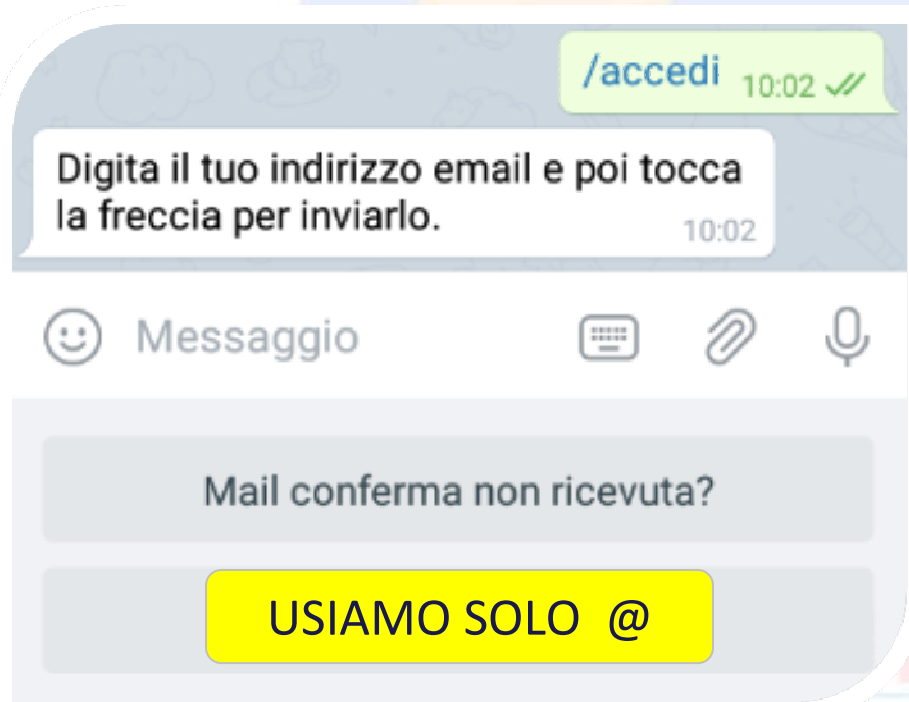 /accedi 10:02
Digita il tuo indirizzo email e poi tocca
la freccia per inviarlo.
10:02
Messaggio
Mail conferma non ricevuta?
USIAMO SOLO @